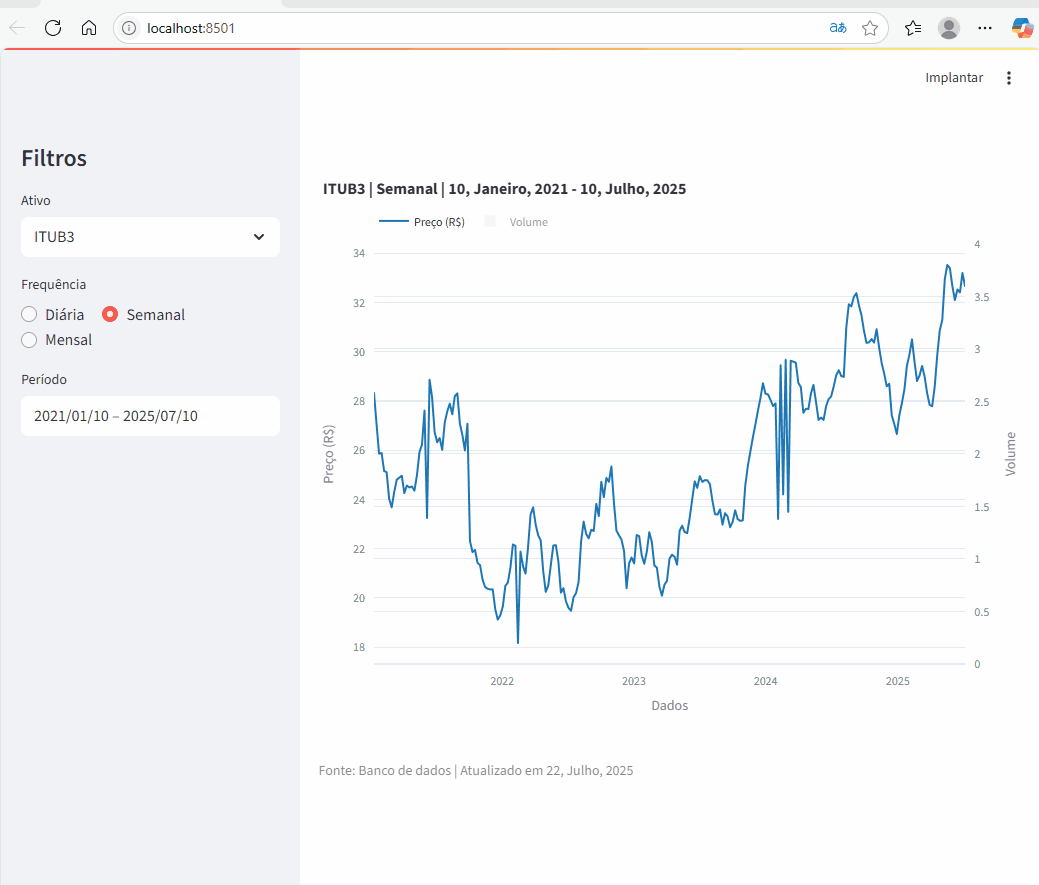 localhost:8501
Implantar
Filtros
Ativo
ITUB3
Frequência
Diária
Semanal
Mensal
Período
2021/01/10 – 2025/07/10
ITUB3 | Semanal | 10, Janeiro, 2021 - 10, Julho, 2025
Preço (R$)
Volume
34
32
30
28
26
24
22
20
18
Preço (R$)
4
3.5
3
2.5
2
1.5
1
0.5
0
Volume
2022
2023
2024
2025
Dados
Fonte: Banco de dados | Atualizado em 22, Julho, 2025